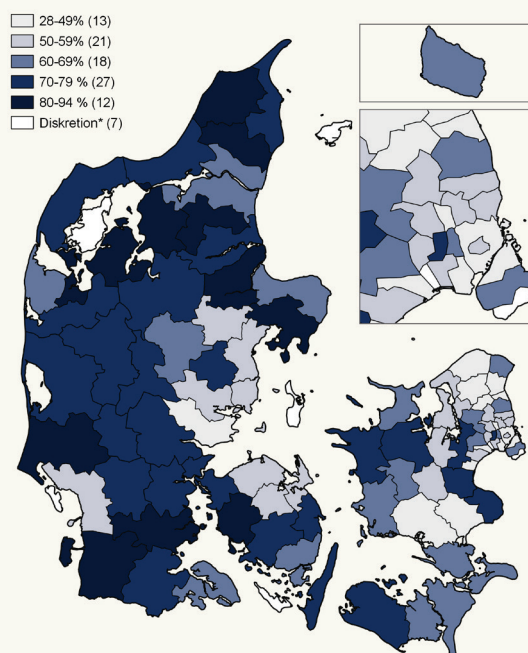 28-49% (13)
50-59% (21)
60-69% (18)
70-79 % (27)
80-94 % (12)
Diskretion* (7)